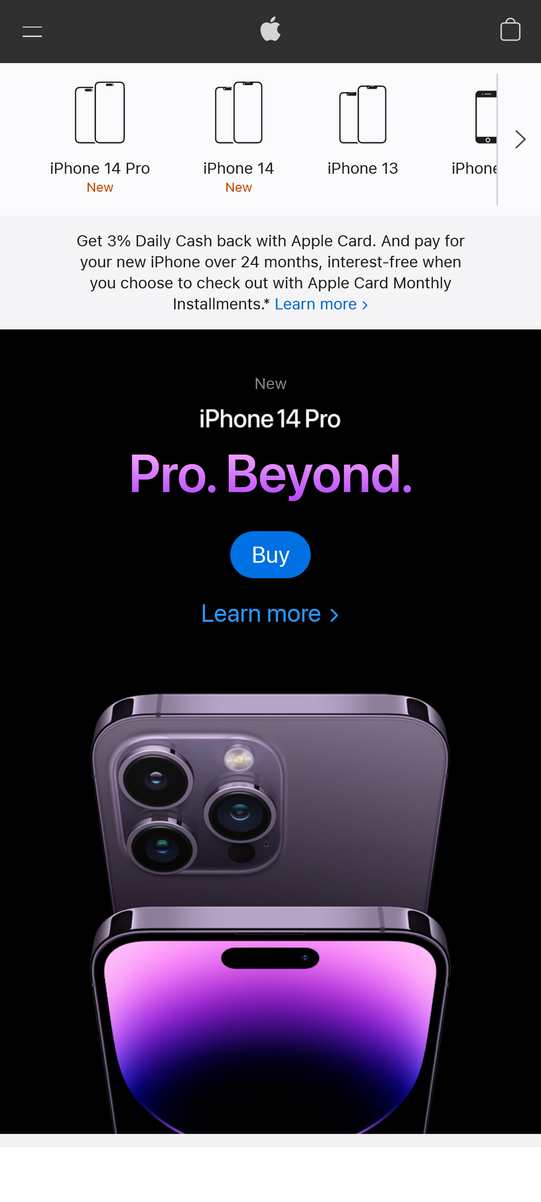 iPhone 14 Pro
New
iPhone 14
New
iPhone 13
iPhone
Get 3% Daily Cash back with Apple Card. And pay for
your new iPhone over 24 months, interest-free when
you choose to check out with Apple Card Monthly
Installments.* Learn more >
New
iPhone 14 Pro
Pro. Beyond.
Buy
Learn more >